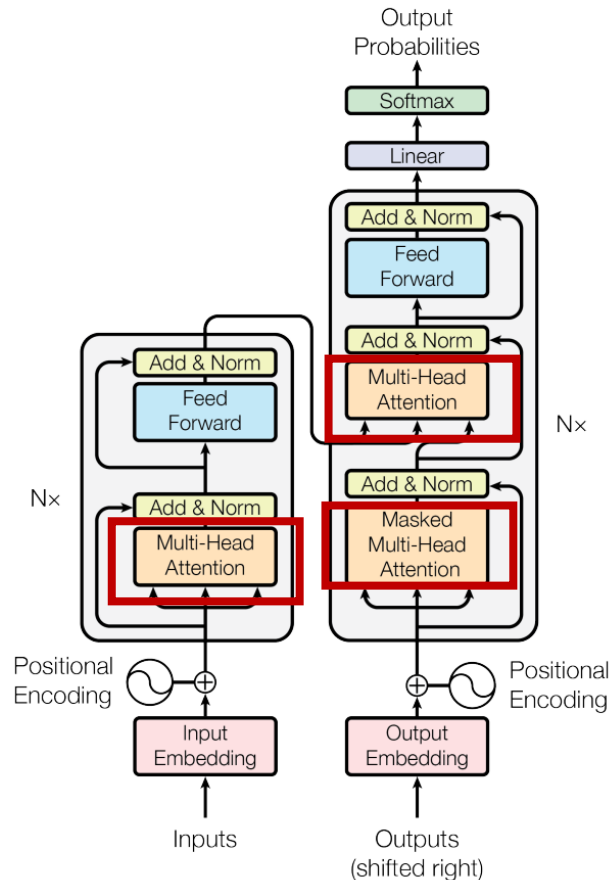 Output
Probabilities
Softmax
Linear
Add & Norm
Feed
Forward
Add & Norm
Multi-Head
Attention
Nx
Add & Norm
Masked
Multi-Head
Attention
Add & Norm
Feed
Forward
Nx
Add & Norm
Multi-Head
Attention
Positional
Encoding
Positional
Encoding
Input
Embedding
Output
Embedding
Inputs
Outputs
(shifted right)